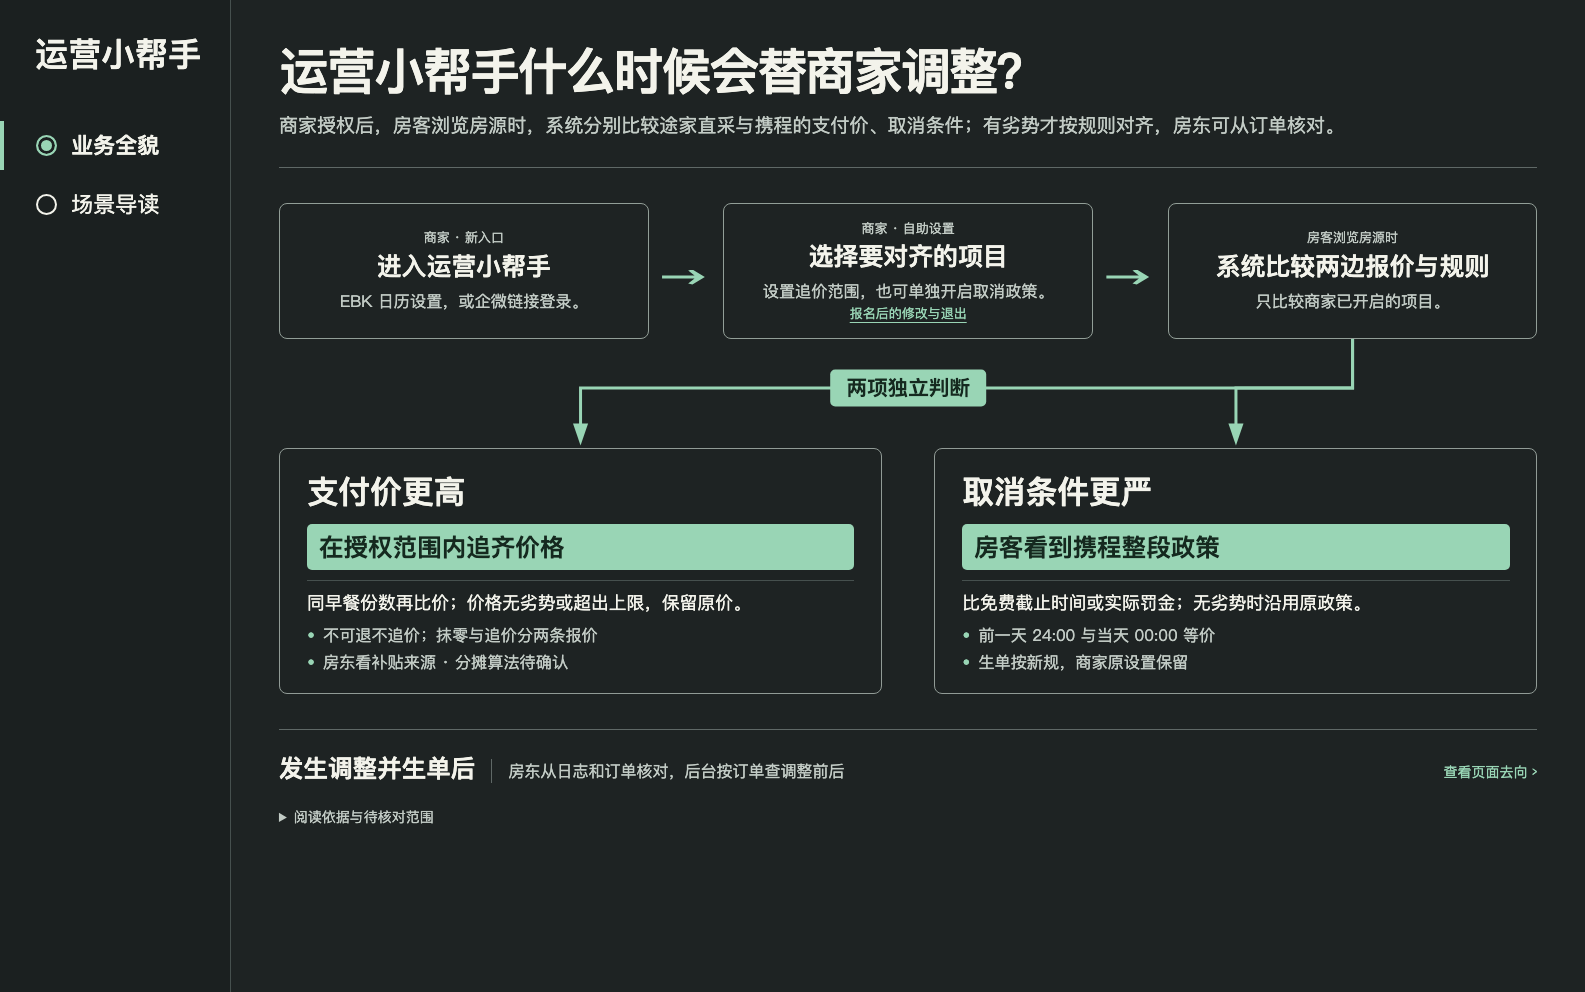 运营小帮手
业务全貌
场景导读
运营小帮手什么时候会替商家调整?
商家授权后，房客浏览房源时，系统分别比较途家直采与携程的支付价、取消条件；有劣势才按规则对齐，房东可从订单核对。
商家 · 新入口
进入运营小帮手
EBK 日历设置，或企微链接登录。
商家 · 自助设置
选择要对齐的项目
设置追价范围，也可单独开启取消政策。
报名后的修改与退出
房客浏览房源时
系统比较两边报价与规则
只比较商家已开启的项目。
两项独立判断
支付价更高
在授权范围内追齐价格
同早餐份数再比价；价格无劣势或超出上限，保留原价。
• 不可退不追价；抹零与追价分两条报价
• 房东看补贴来源 · 分摊算法待确认
取消条件更严
房客看到携程整段政策
比免费截止时间或实际罚金；无劣势时沿用原政策。
• 前一天 24:00 与当天 00:00 等价
• 生单按新规，商家原设置保留
发生调整并生单后
房东从日志和订单核对，后台按订单查调整前后
查看页面去向 ›
▶ 阅读依据与待核对范围